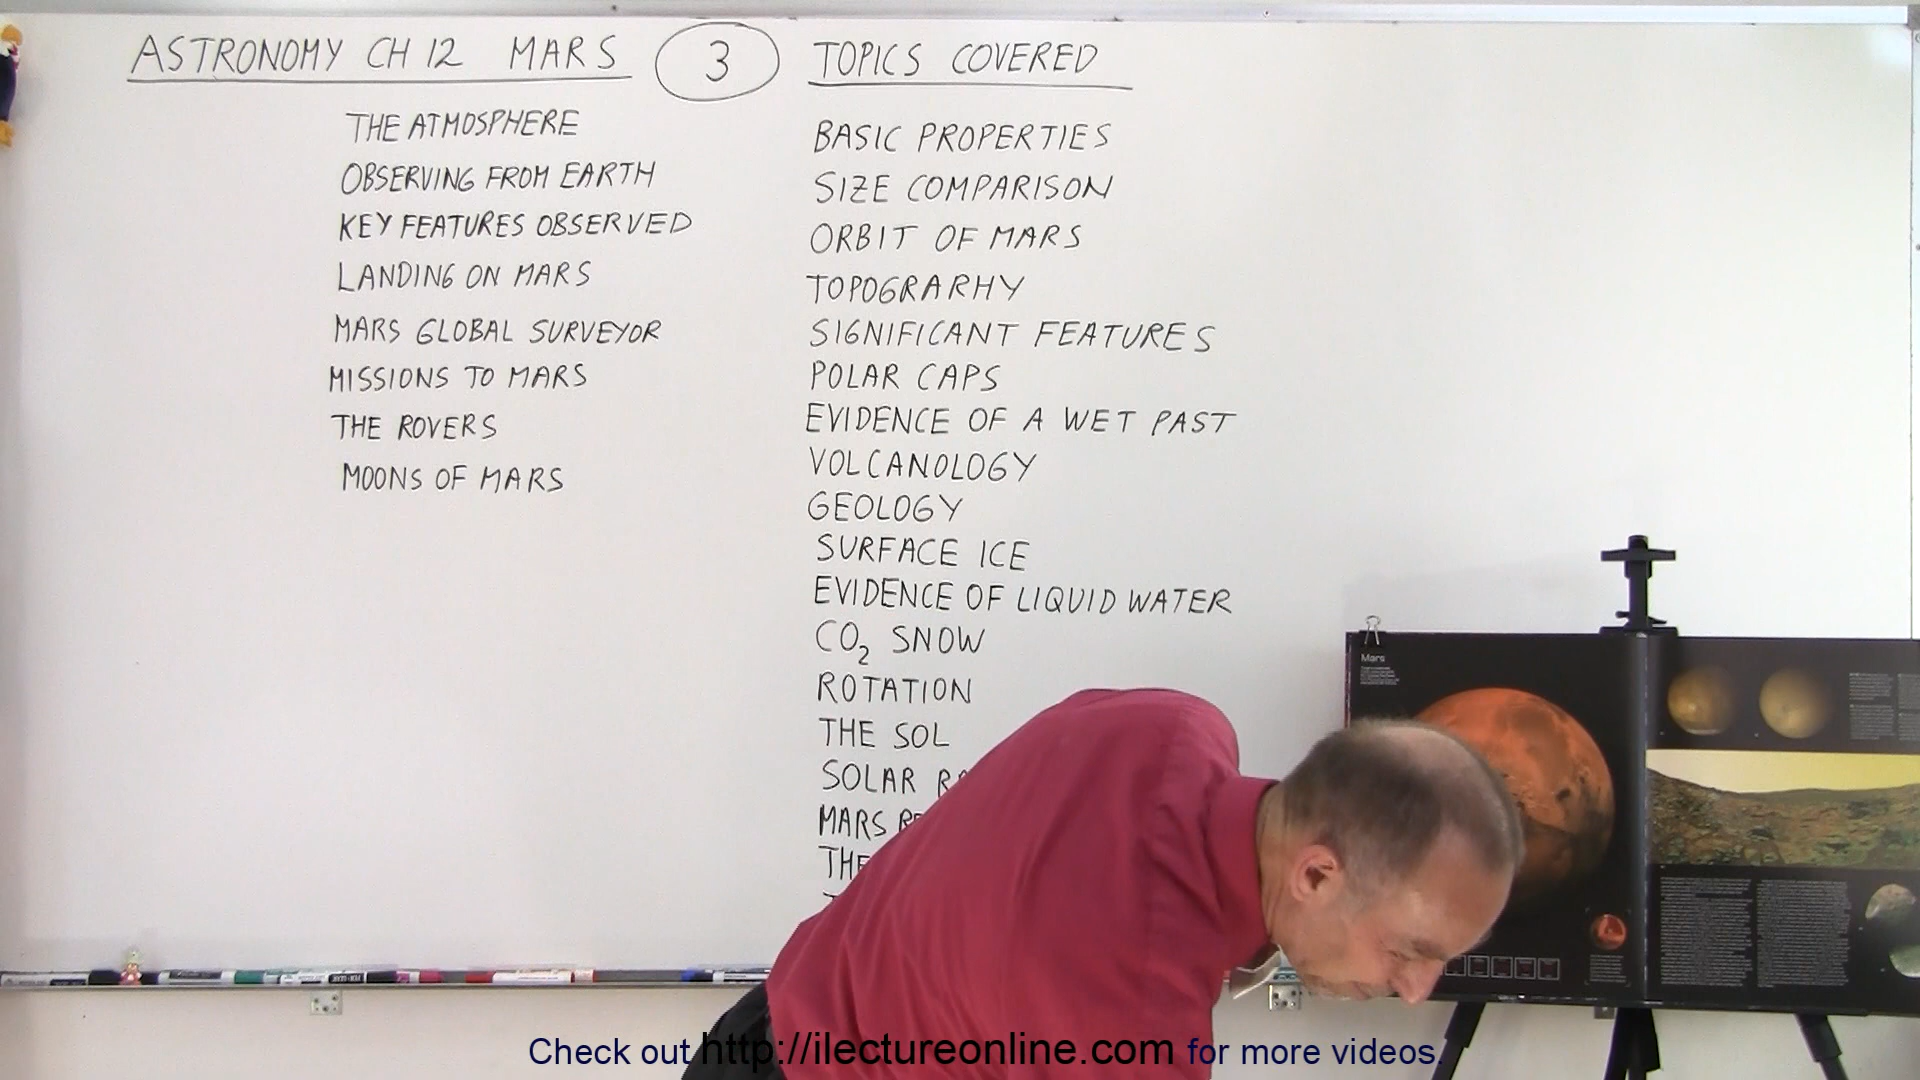 ASTRONOMY CH 12 MARS 3 TOPICS COVERED
THE ATMOSPHERE
OBSERVING FROM EARTH
KEY FEATURES OBSERVED
LANDING ON MARS
MARS GLOBAL SURVEYOR
MISSIONS TO MARS
THE ROVERS
MOONS OF MARS
BASIC PROPERTIES
SIZE COMPARISON
ORBIT OF MARS
TOPOGRARHY
SIGNIFICANT FEATURES
POLAR CAPS
EVIDENCE OF A WET PAST
VOLCANOLOGY
GEOLOGY
SURFACE ICE
EVIDENCE OF LIQUID WATER
CO₂ SNOW
ROTATION
THE SOL
SOLAR
MARS
THE
Mars
Check out http://ilectureonline.com for more videos.